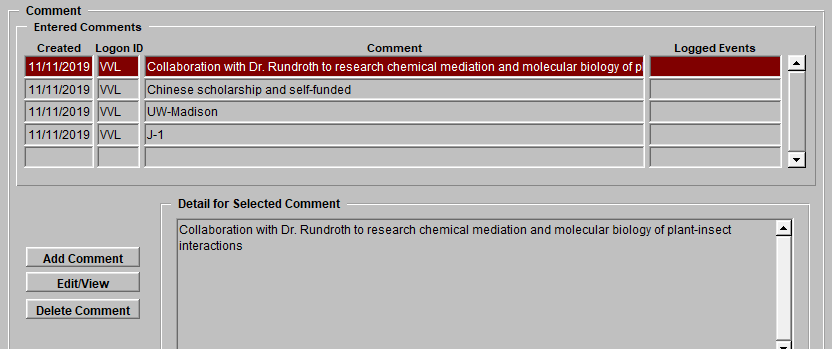 Comment
Entered Comments
Created Logon ID Comment Logged Events
11/11/2019 VVL Collaboration with Dr. Rundroth to research chemical mediation and molecular biology of p
11/11/2019 VVL Chinese scholarship and self-funded
11/11/2019 VVL UW-Madison
11/11/2019 VVL J-1
Detail for Selected Comment
Collaboration with Dr. Rundroth to research chemical mediation and molecular biology of plant-insect
interactions
Add Comment
Edit/View
Delete Comment